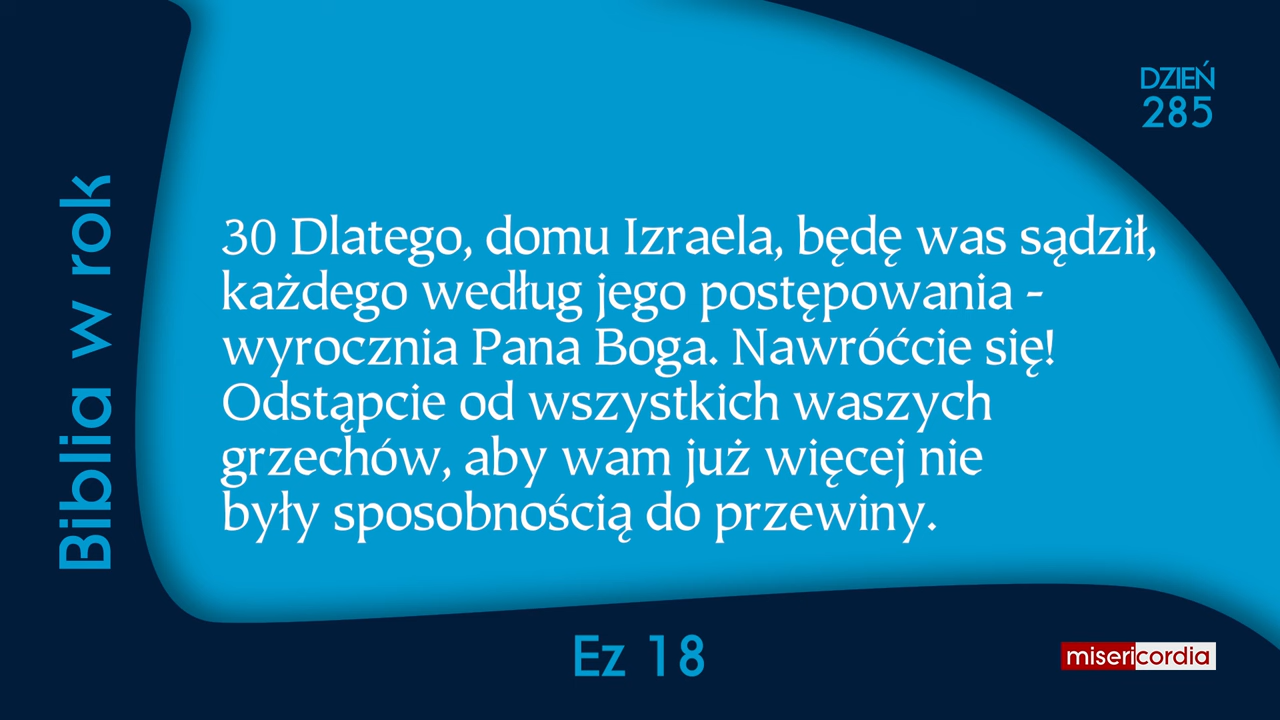 DZIEŃ
285
Biblia w rok
30 Dlatego, domu Izraela, będę was sądził,
każdego według jego postępowania -
wyrocznia Pana Boga. Nawróćcie się!
Odstąpcie od wszystkich waszych
grzechów, aby wam już więcej nie
były sposobnością do przewiny.
Ez 18
misericordia